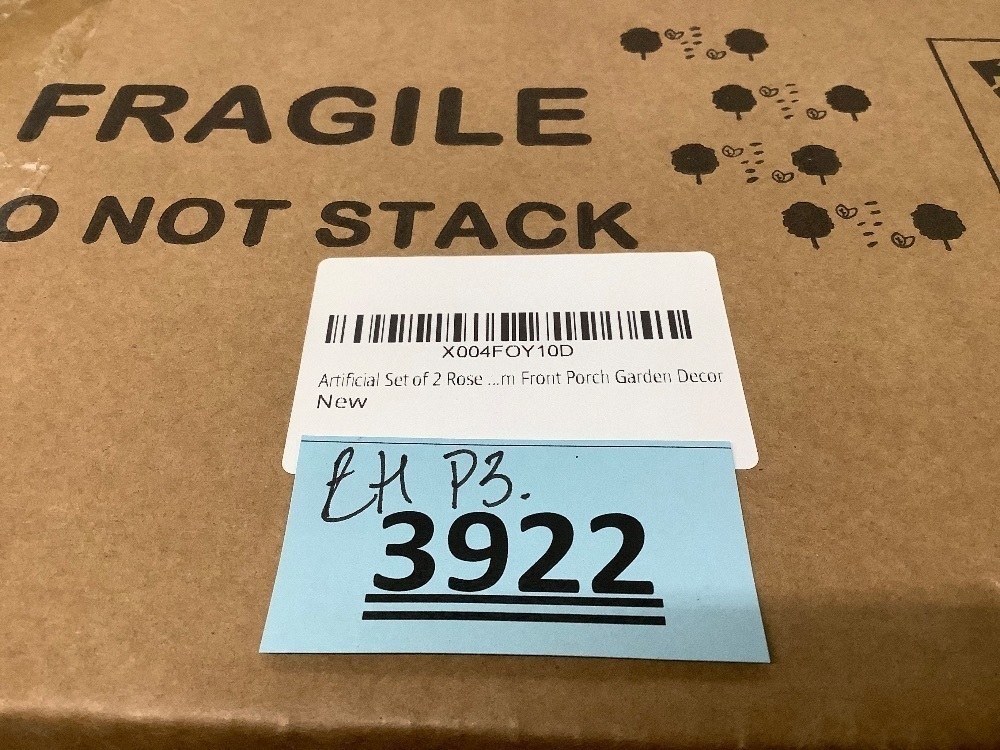 FRAGILE
O NOT STACK
X004FOY10D
Artificial Set of 2 Rose ...m Front Porch Garden Decor
New
EH P3.
3922